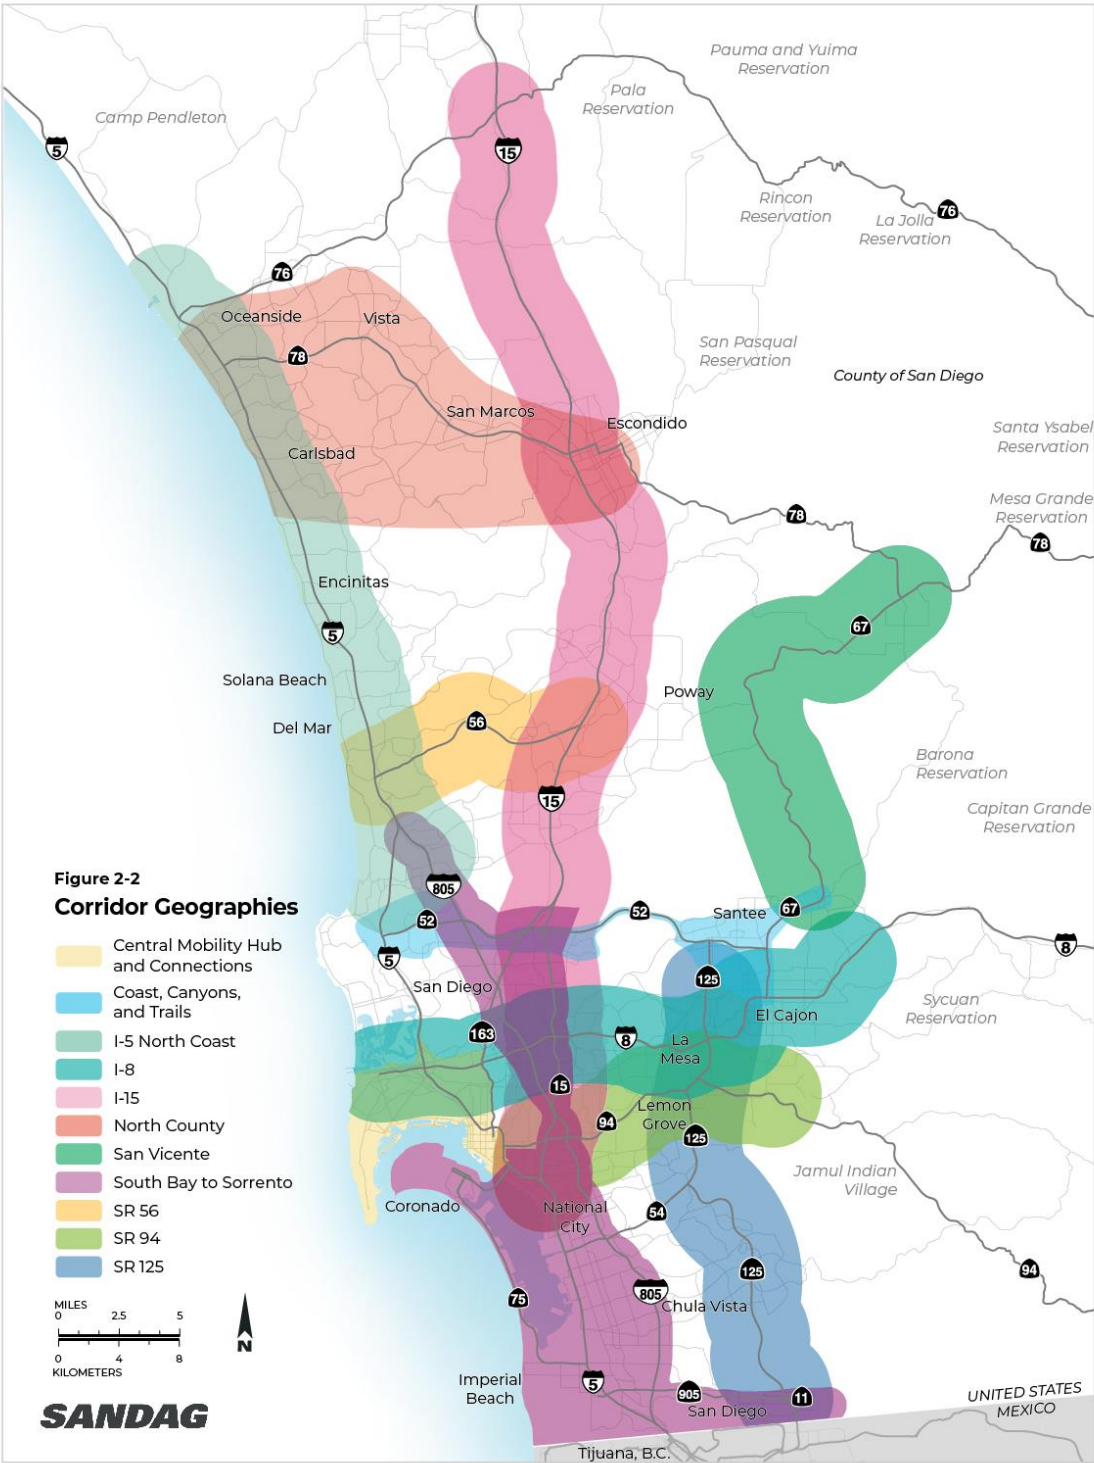 Pauma and Yuima
Reservation
Pala
Reservation
Camp Pendleton
5
15
Rincon
Reservation
La Jolla
Reservation
76
76
Oceanside
Vista
78
San Pasqual
Reservation
County of San Diego
San Marcos
Escondido
Carlsbad
Santa Ysabel
Reservation
Mesa Grande
Reservation
78
78
Encinitas
5
67
Solana Beach
Poway
Del Mar
56
Barona
Reservation
15
Capitan Grande
Reservation
805
52
52
Santee
67
5
8
San Diego
125
Sycuan
Reservation
163
8
El Cajon
La
Mesa
15
94
Lemon
Grove
125
Jamul Indian
Village
Coronado
National
City
54
125
94
75
805
Chula Vista
Imperial
Beach
5
905
San Diego
11
UNITED STATES
MEXICO
Tijuana, B.C.
Figure 2-2
Corridor Geographies
Central Mobility Hub
and Connections
Coast, Canyons,
and Trails
I-5 North Coast
I-8
I-15
North County
San Vicente
South Bay to Sorrento
SR 56
SR 94
SR 125
MILES
0 2.5 5
0 4 8
KILOMETERS
N
SANDAG